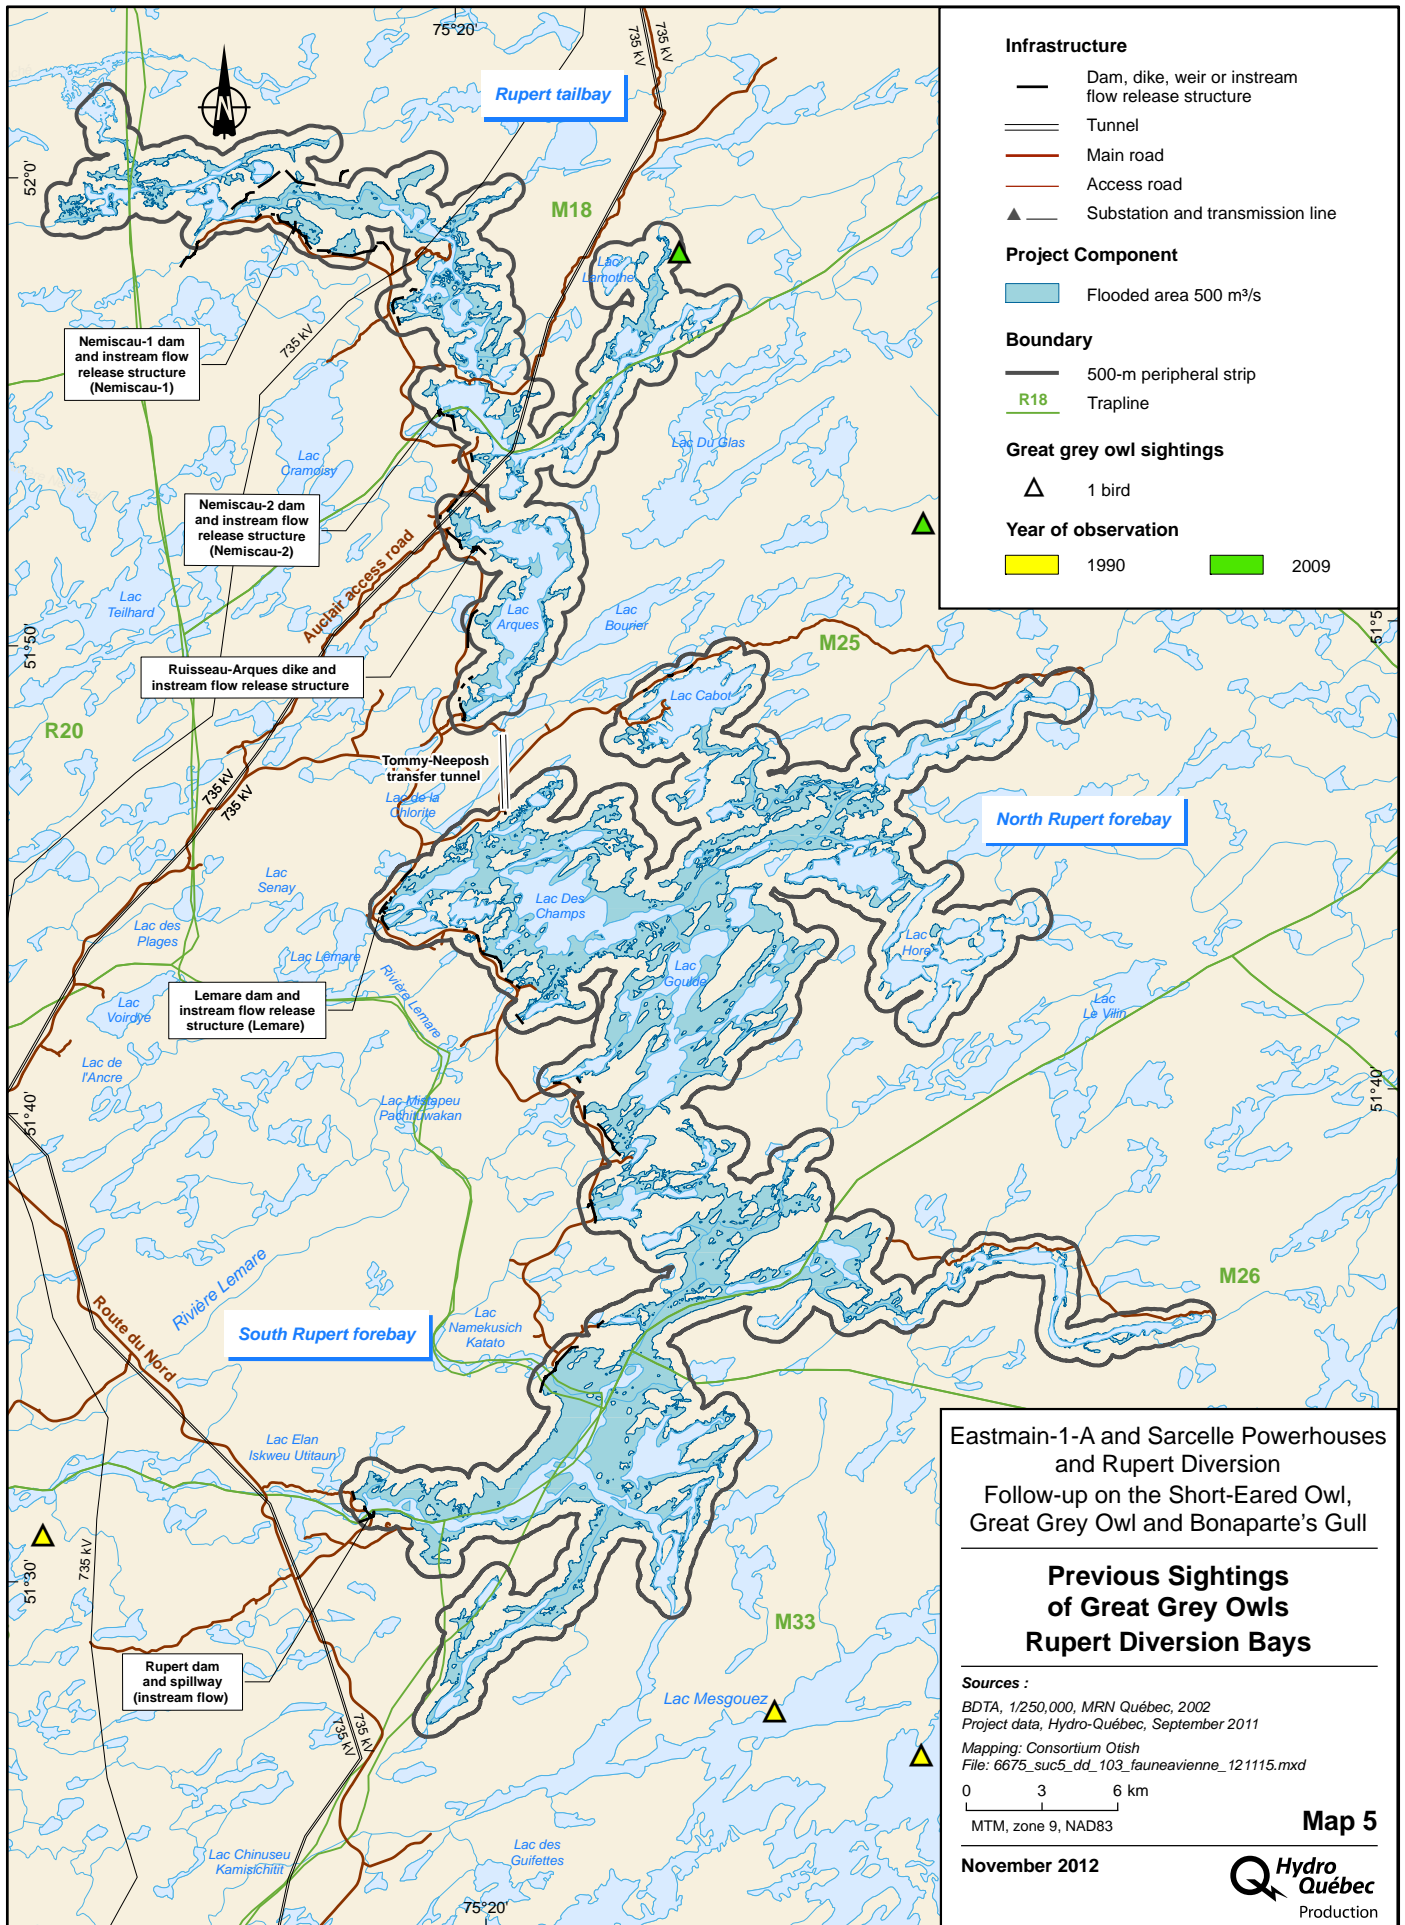 75°20'
735 kV
735 kV
Rupert tailbay
52°0'
M18
Lac
Lamothe
Nemiscau-1 dam
and instream flow
release structure
(Nemiscau-1)
735 kV
Lac
Cramoisy
Lac Du Glas
Nemiscau-2 dam
and instream flow
release structure
(Nemiscau-2)
Auclair access road
Lac
Teilhard
Lac
Arques
Lac
Bourier
51°50'
M25
Ruisseau-Arques dike and
instream flow release structure
Lac Cabot
R20
Tommy-Neeposh
transfer tunnel
735 kV
735 kV
Lac de la
Chlorite
North Rupert forebay
Lac
Senay
Lac Des
Champs
Lac des
Plages
Lac
Hore
Lac Lemare
Rivière Lemare
Lac
Goulde
Lac
Voirdye
Lemare dam and
instream flow release
structure (Lemare)
Lac
Le Vilin
Lac de
l'Ancre
Lac Mistapeu
Pachituwakan
51°40'
51°40'
Rivière Lemare
M26
Route du Nord
South Rupert forebay
Lac
Namekusich
Katato
Lac Elan
Iskweu Utitaun
735 kV
51°30'
M33
Rupert dam
and spillway
(instream flow)
Lac Mesgouez
735 kV
735 kV
Lac Chinuseu
Kamisichitit
Lac des
Guifettes
75°20'
Infrastructure
Dam, dike, weir or instream
flow release structure
Tunnel
Main road
Access road
Substation and transmission line
Project Component
Flooded area 500 m³/s
Boundary
500-m peripheral strip
R18
Trapline
Great grey owl sightings
1 bird
Year of observation
1990
2009
51°5
Eastmain-1-A and Sarcelle Powerhouses
and Rupert Diversion
Follow-up on the Short-Eared Owl,
Great Grey Owl and Bonaparte's Gull
Previous Sightings
of Great Grey Owls
Rupert Diversion Bays
Sources :
BDTA, 1/250,000, MRN Québec, 2002
Project data, Hydro-Québec, September 2011
Mapping: Consortium Otish
File: 6675_suc5_dd_103_fauneavienne_121115.mxd
0 3 6 km
MTM, zone 9, NAD83
Map 5
November 2012
Hydro
Québec
Production